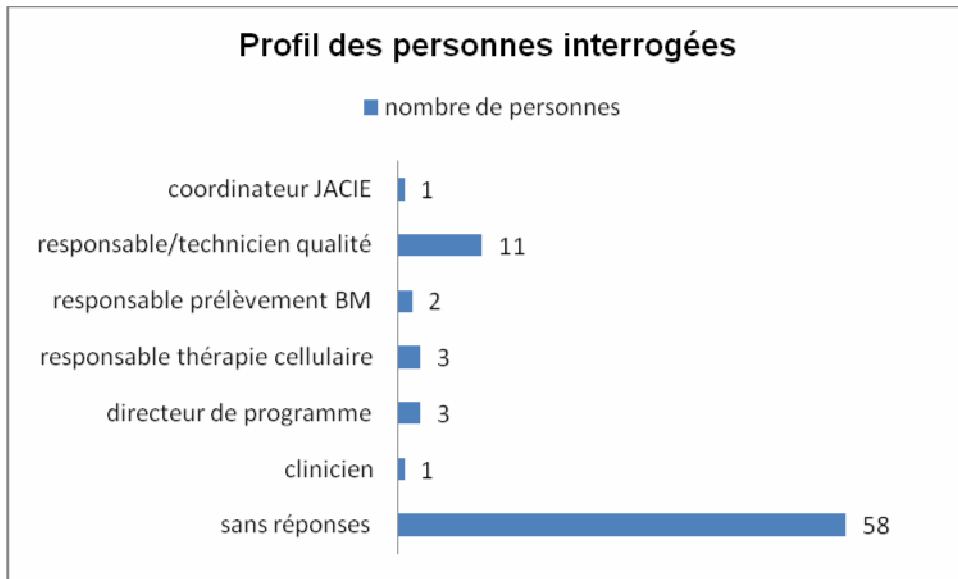 Profil des personnes interrogées
nombre de personnes
coordinateur JACIE 1
responsable/technicien qualité 11
responsable prélèvement BM 2
responsable thérapie cellulaire 3
directeur de programme 3
clinicien 1
sans réponses 58